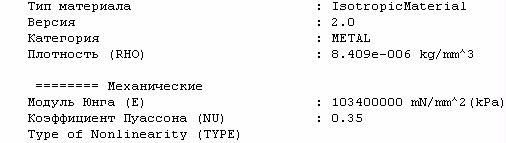 Тип материала : IsotropicMaterial
Версия : 2.0
Категория : METAL
Плотность (RHO) : 8.409e-006 kg/mm^3
======== Механические
Модуль Юнга (E) : 103400000 mN/mm^2(kPa)
Коэффициент Пуассона (NU) : 0.35
Type of Nonlinearity (TYPE)